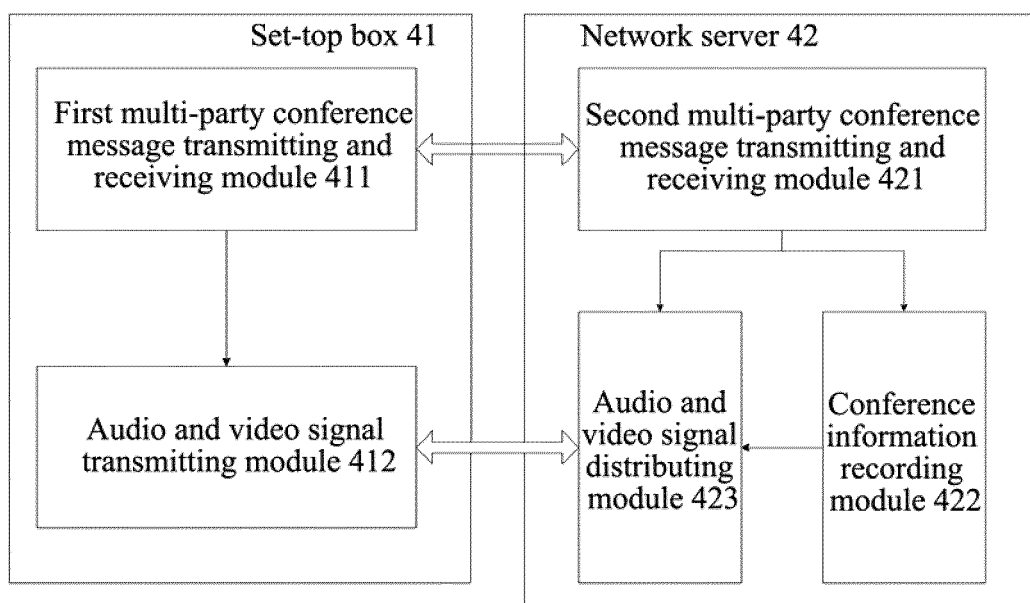 Set-top box 41
First multi-party conference
message transmitting and
receiving module 411
Audio and video signal
transmitting module 412
Network server 42
Second multi-party conference
message transmitting and
receiving module 421
Audio and
video signal
distributing
module 423
Conference
information
recording
module 422